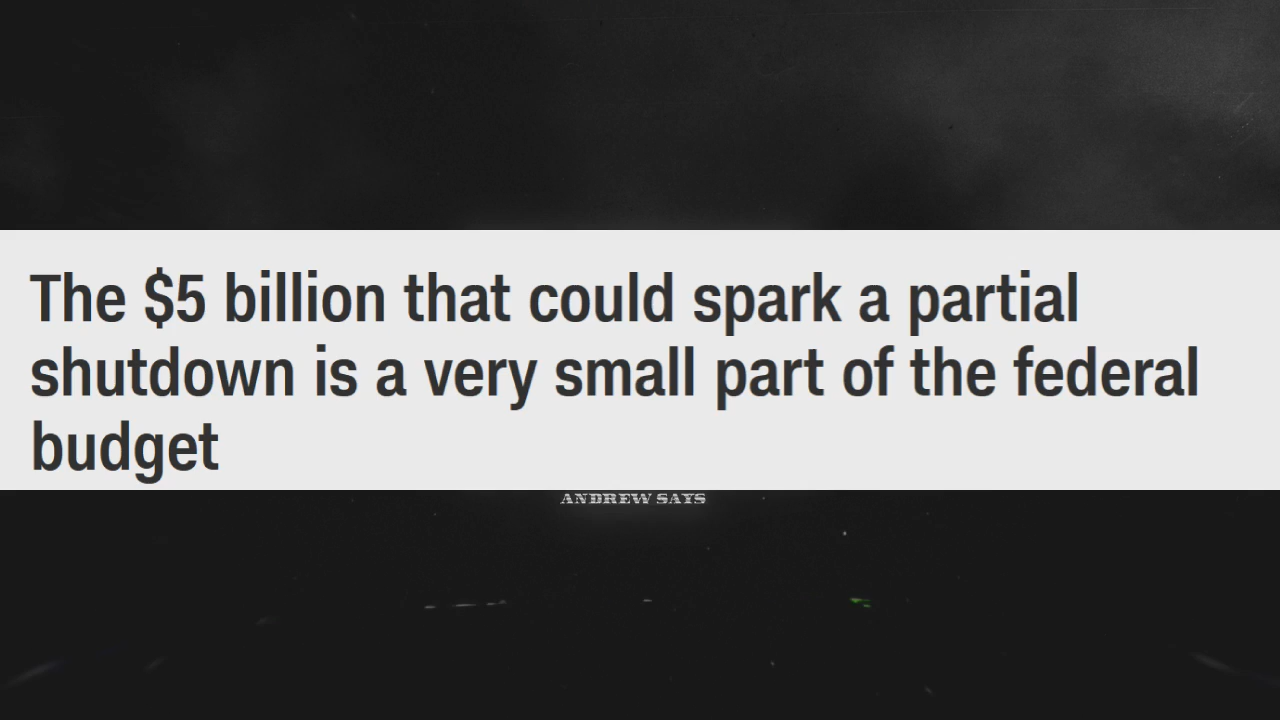 The $5 billion that could spark a partial
shutdown is a very small part of the federal
budget
ANDREW SAYS